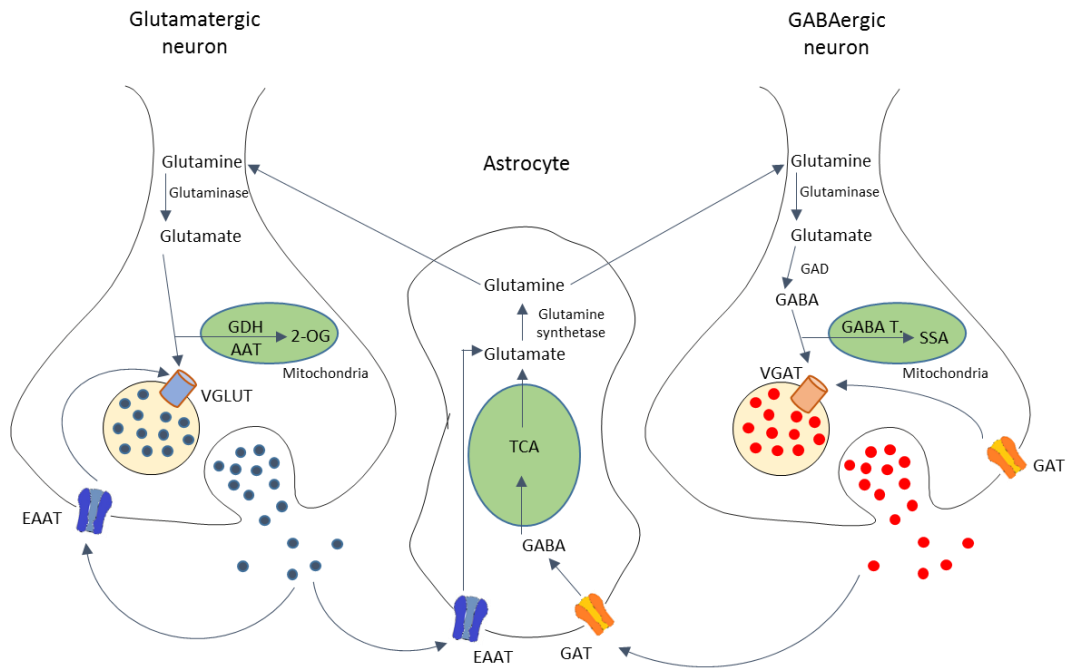 Glutamatergic
neuron
GABAergic
neuron
Astrocyte
Glutamine
Glutaminase
Glutamate
GDH
AAT
2-OG
Mitochondria
VGLUT
EAAT
Glutamine
Glutamine
synthetase
Glutamate
TCA
GABA
EAAT
GAT
Glutamine
Glutaminase
Glutamate
GAD
GABA
GABA T.
SSA
Mitochondria
VGAT
GAT